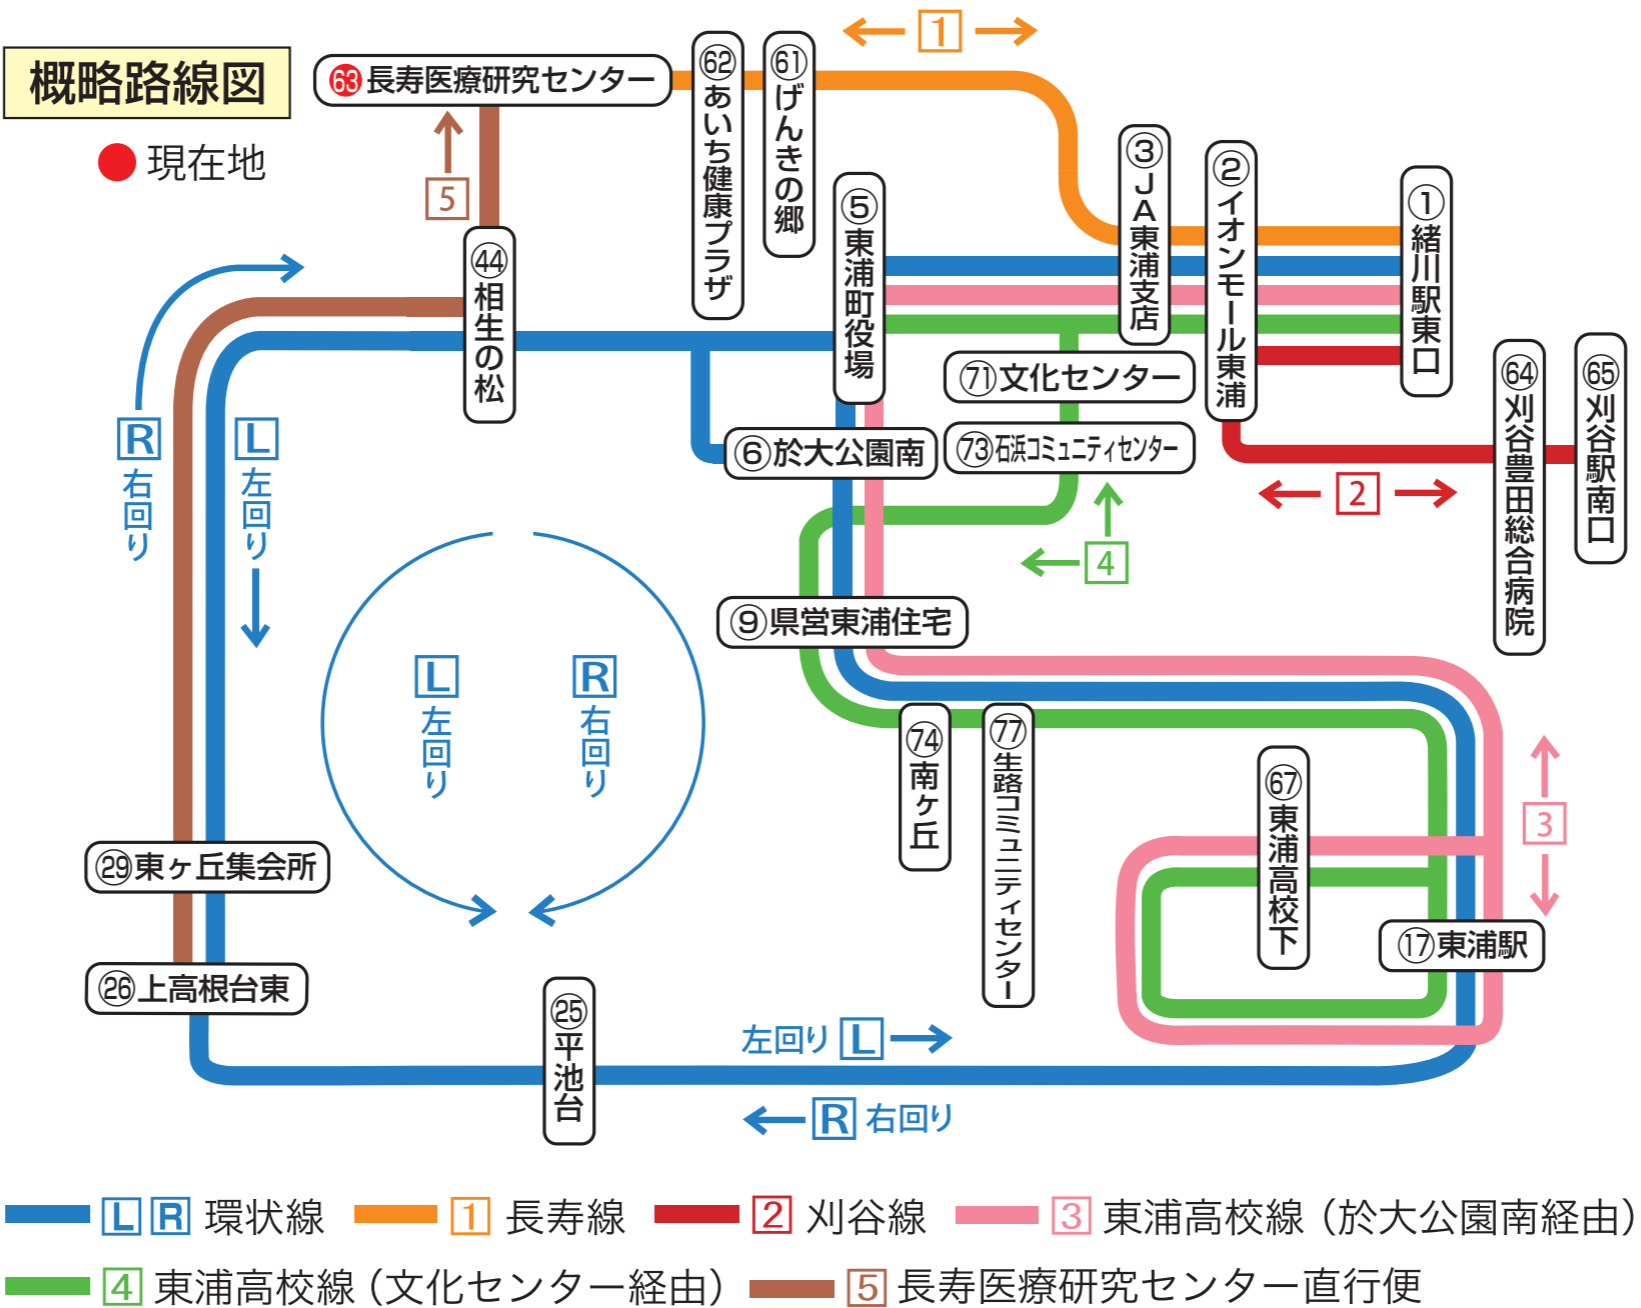 概略路線図
現在地
63長寿医療研究センター
62あいち健康プラザ
61げんきの郷
1
5
44相生の松
⑤東浦町役場
③JA東浦支店
②イオンモール東浦
①緒川駅東口
64刈谷豊田総合病院
65刈谷駅南口
2
71文化センター
73石浜コミュニティセンター
4
⑥於大公園南
R 右回り
L 左回り
L 左回り
R 右回り
⑨県営東浦住宅
74南ヶ丘
77生路コミュニティセンター
67東浦高校下
3
⑰東浦駅
29東ヶ丘集会所
26上高根台東
25平池台
左回り L
R 右回り
L R 環状線 1 長寿線 2 刈谷線 3 東浦高校線（於大公園南経由）
4 東浦高校線（文化センター経由） 5 長寿医療研究センター直行便